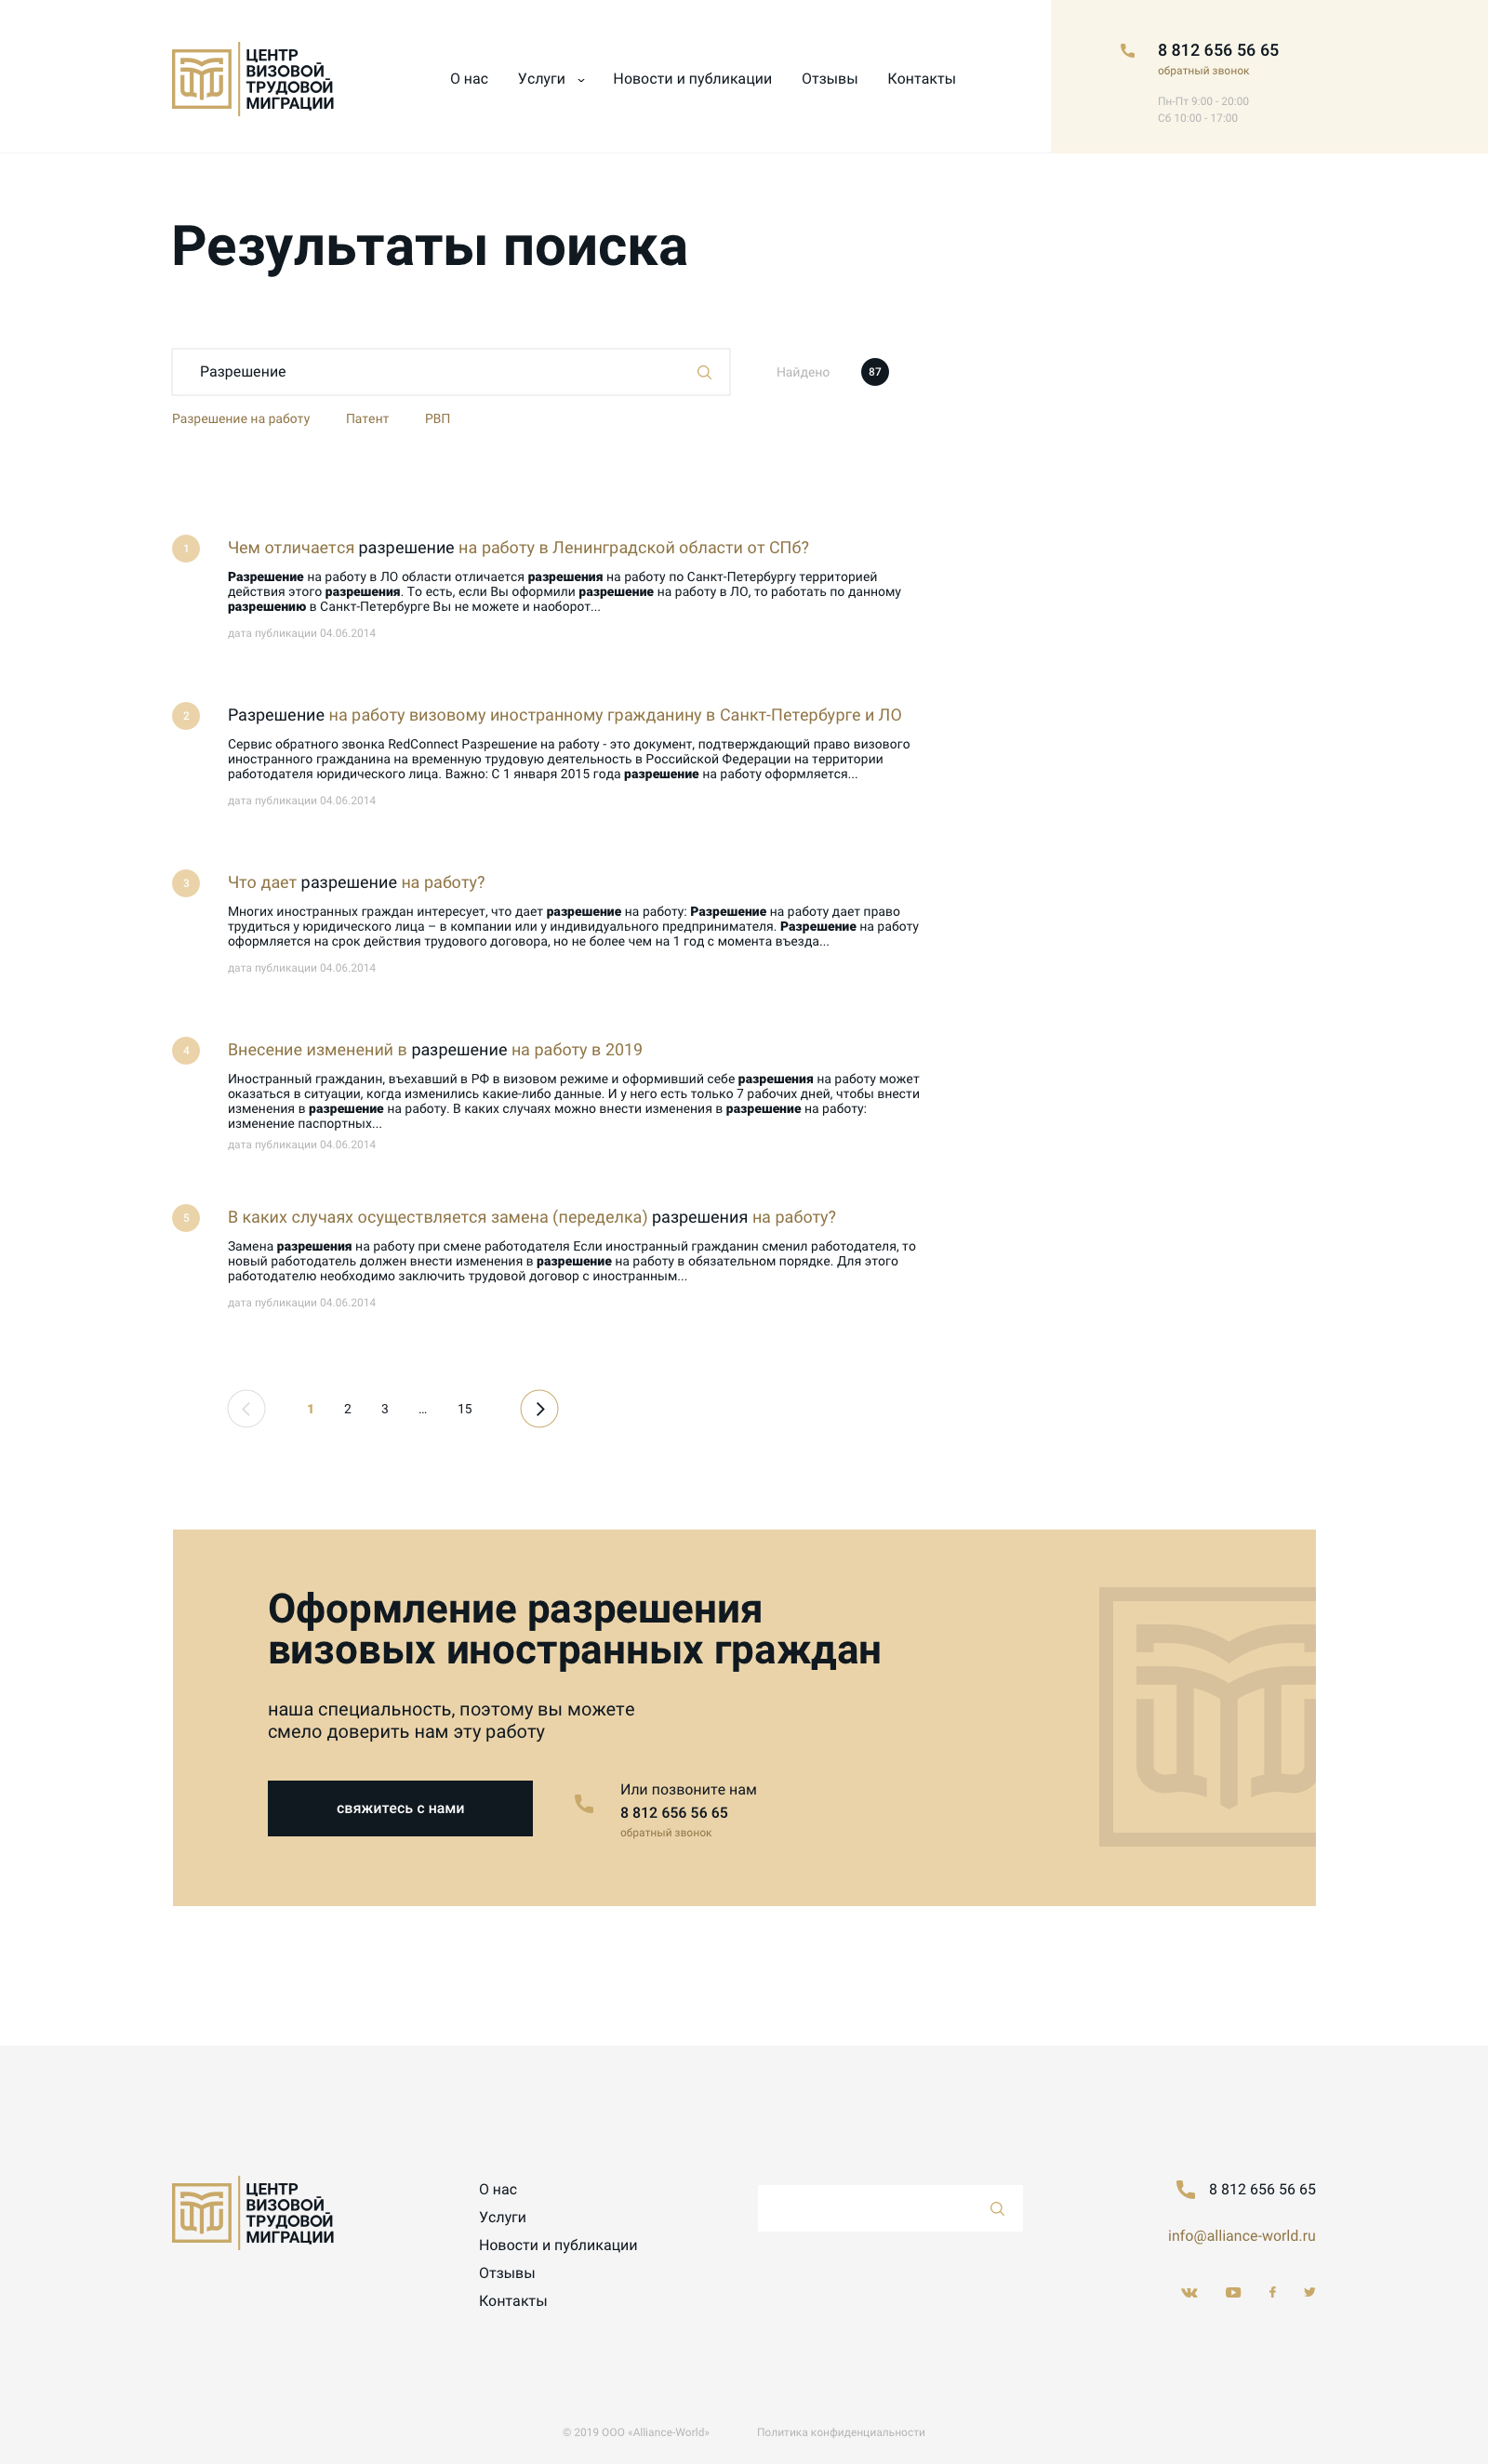 ЦЕНТР
ВИЗОВОЙ
ТРУДОВОЙ
МИГРАЦИИ
О нас
Услуги
Новости и публикации
Отзывы
Контакты
8 812 656 56 65
обратный звонок
Пн-Пт 9:00 - 20:00
Сб 10:00 - 17:00
Результаты поиска
Разрешение
Найдено
87
Разрешение на работу
Патент
РВП
1
Чем отличается разрешение на работу в Ленинградской области от СПб?
Разрешение на работу в ЛО области отличается разрешения на работу по Санкт-Петербургу территорией
действия этого разрешения. То есть, если Вы оформили разрешение на работу в ЛО, то работать по данному
разрешению в Санкт-Петербурге Вы не можете и наоборот...
дата публикации 04.06.2014
2
Разрешение на работу визовому иностранному гражданину в Санкт-Петербурге и ЛО
Сервис обратного звонка RedConnect Разрешение на работу - это документ, подтверждающий право визового
иностранного гражданина на временную трудовую деятельность в Российской Федерации на территории
работодателя юридического лица. Важно: С 1 января 2015 года разрешение на работу оформляется...
дата публикации 04.06.2014
3
Что дает разрешение на работу?
Многих иностранных граждан интересует, что дает разрешение на работу: Разрешение на работу дает право
трудиться у юридического лица – в компании или у индивидуального предпринимателя. Разрешение на работу
оформляется на срок действия трудового договора, но не более чем на 1 год с момента въезда...
дата публикации 04.06.2014
4
Внесение изменений в разрешение на работу в 2019
Иностранный гражданин, въехавший в РФ в визовом режиме и оформивший себе разрешения на работу может
оказаться в ситуации, когда изменились какие-либо данные. И у него есть только 7 рабочих дней, чтобы внести
изменения в разрешение на работу. В каких случаях можно внести изменения в разрешение на работу:
изменение паспортных...
дата публикации 04.06.2014
5
В каких случаях осуществляется замена (переделка) разрешения на работу?
Замена разрешения на работу при смене работодателя Если иностранный гражданин сменил работодателя, то
новый работодатель должен внести изменения в разрешение на работу в обязательном порядке. Для этого
работодателю необходимо заключить трудовой договор с иностранным...
дата публикации 04.06.2014
1 2 3 ... 15
Оформление разрешения
визовых иностранных граждан
наша специальность, поэтому вы можете
смело доверить нам эту работу
свяжитесь с нами
Или позвоните нам
8 812 656 56 65
обратный звонок
ЦЕНТР
ВИЗОВОЙ
ТРУДОВОЙ
МИГРАЦИИ
О нас
Услуги
Новости и публикации
Отзывы
Контакты
8 812 656 56 65
info@alliance-world.ru
© 2019 ООО «Alliance-World»
Политика конфиденциальности